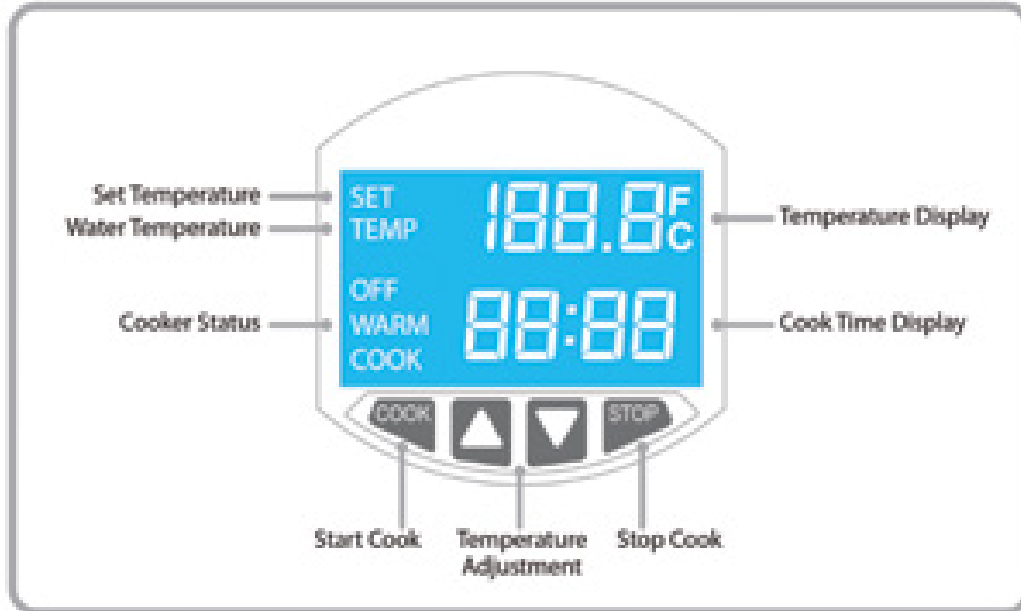 Set Temperature
Water Temperature
Cooker Status
SET
TEMP
188.8 F C
OFF
WARM
COOK
88:88
Temperature Display
Cook Time Display
COOK
STOP
Start Cook
Temperature
Adjustment
Stop Cook